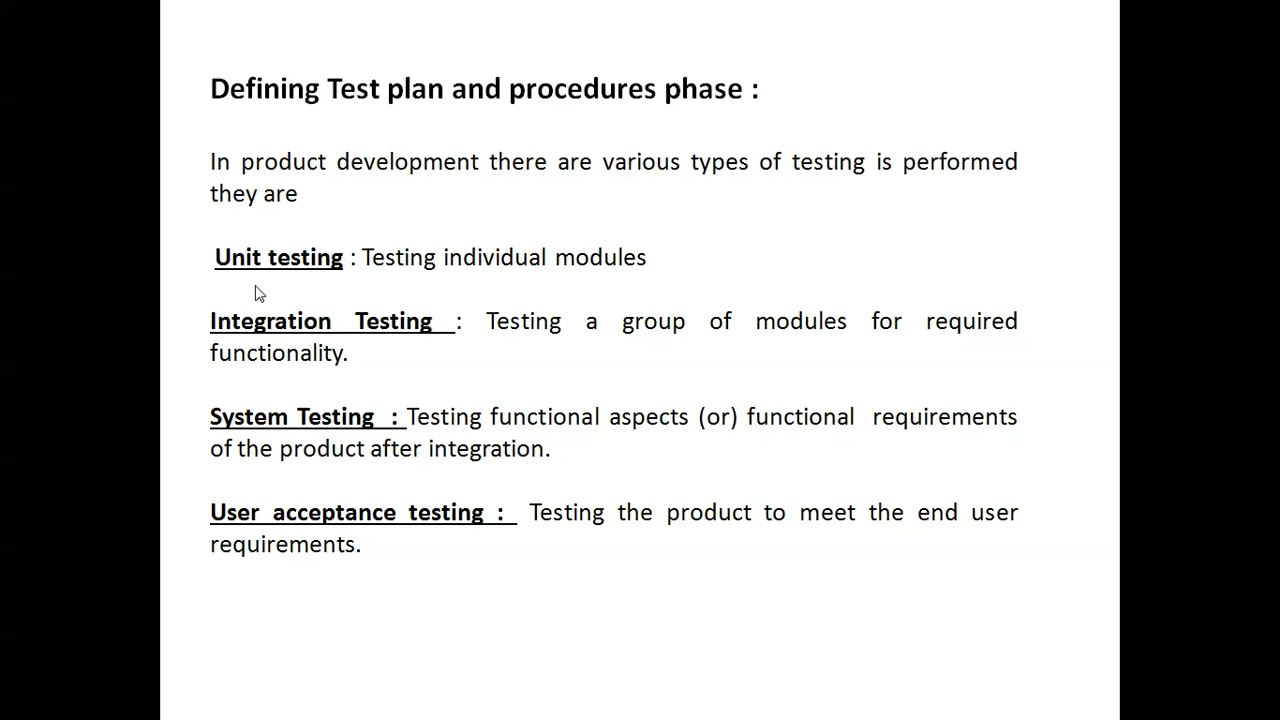 Defining Test plan and procedures phase :
In product development there are various types of testing is performed
they are
Unit testing : Testing individual modules
Integration Testing : Testing a group of modules for required
functionality.
System Testing : Testing functional aspects (or) functional requirements
of the product after integration.
User acceptance testing : Testing the product to meet the end user
requirements.